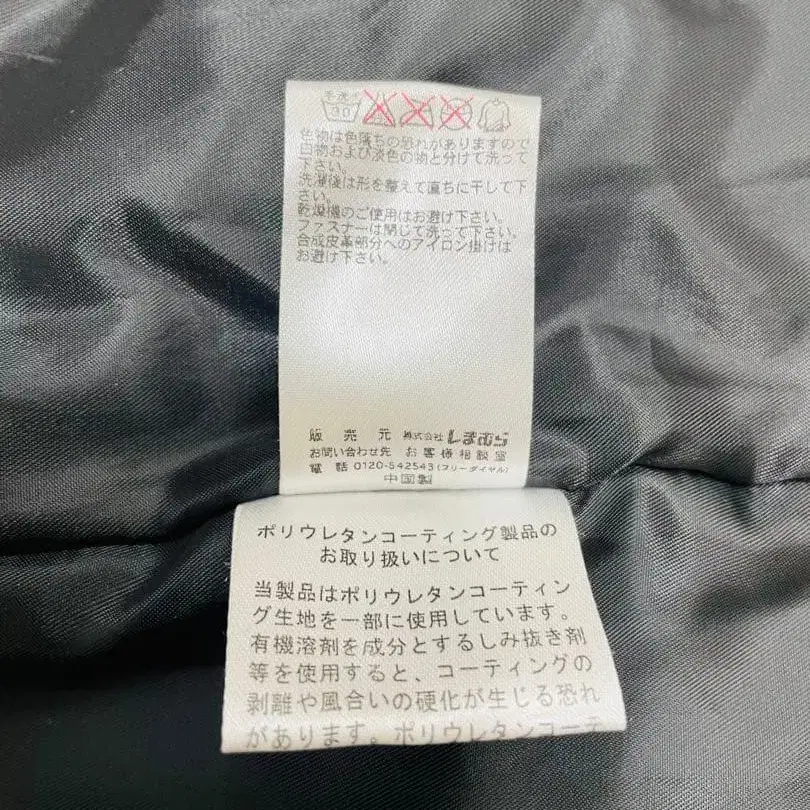 手洗イ
30
色物は色落ちの恐れがありますので
白物および淡色の物と分けて洗って
下さい。
洗濯後は形を整えて直ちに干して下
さい。
乾燥機のご使用はお避け下さい。
ファスナーは閉じて洗って下さい。
合成皮革部分へのアイロン掛けは
お避け下さい。
販売元 株式会社 しまむら
お問い合わせ先 お客様相談室
電話 0120-542543(フリーダイヤル)
中国製
ポリウレタンコーティング製品の
お取り扱いについて
当製品はポリウレタンコーティン
グ生地を一部に使用しています。
有機溶剤を成分とするしみ抜き剤
等を使用すると、コーティングの
剥離や風合いの硬化が生じる恐れ
があります。ポリウレタンコーテ